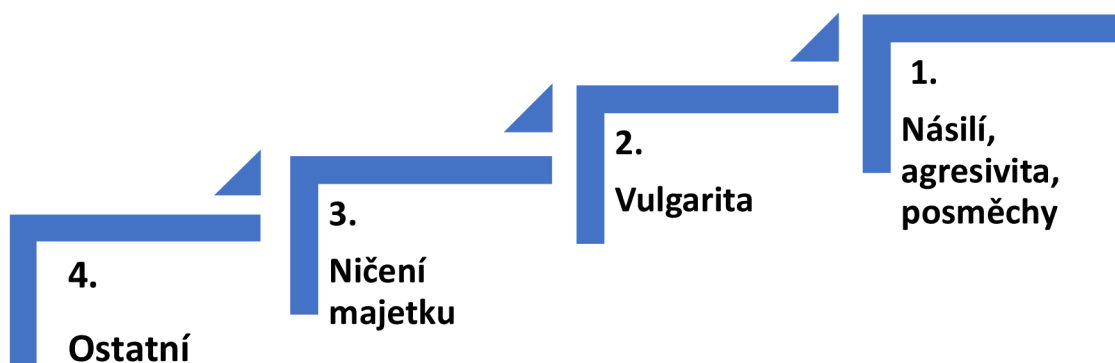 1.
Násilí,
agresivita,
posměchy
2.
Vulgarita
3.
Ničení
majetku
4.
Ostatní